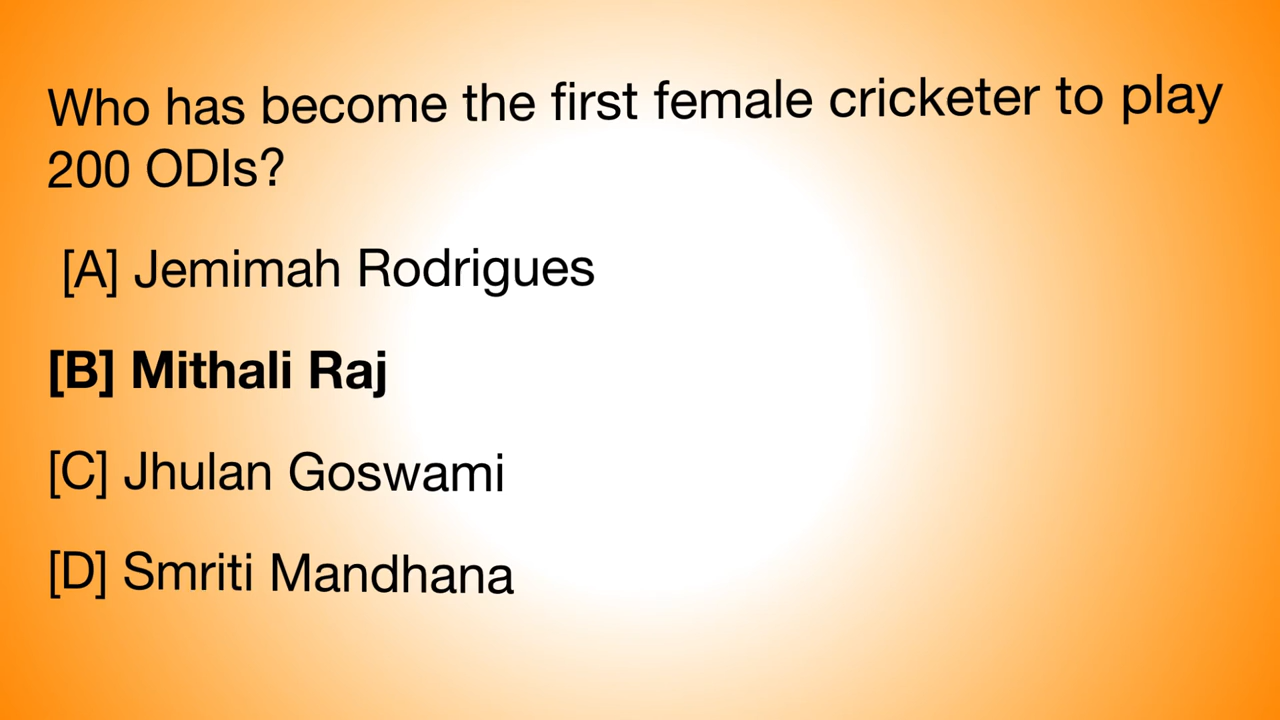 Who has become the first female cricketer to play
200 ODIs?
[A] Jemimah Rodrigues
[B] Mithali Raj
[C] Jhulan Goswami
[D] Smriti Mandhana